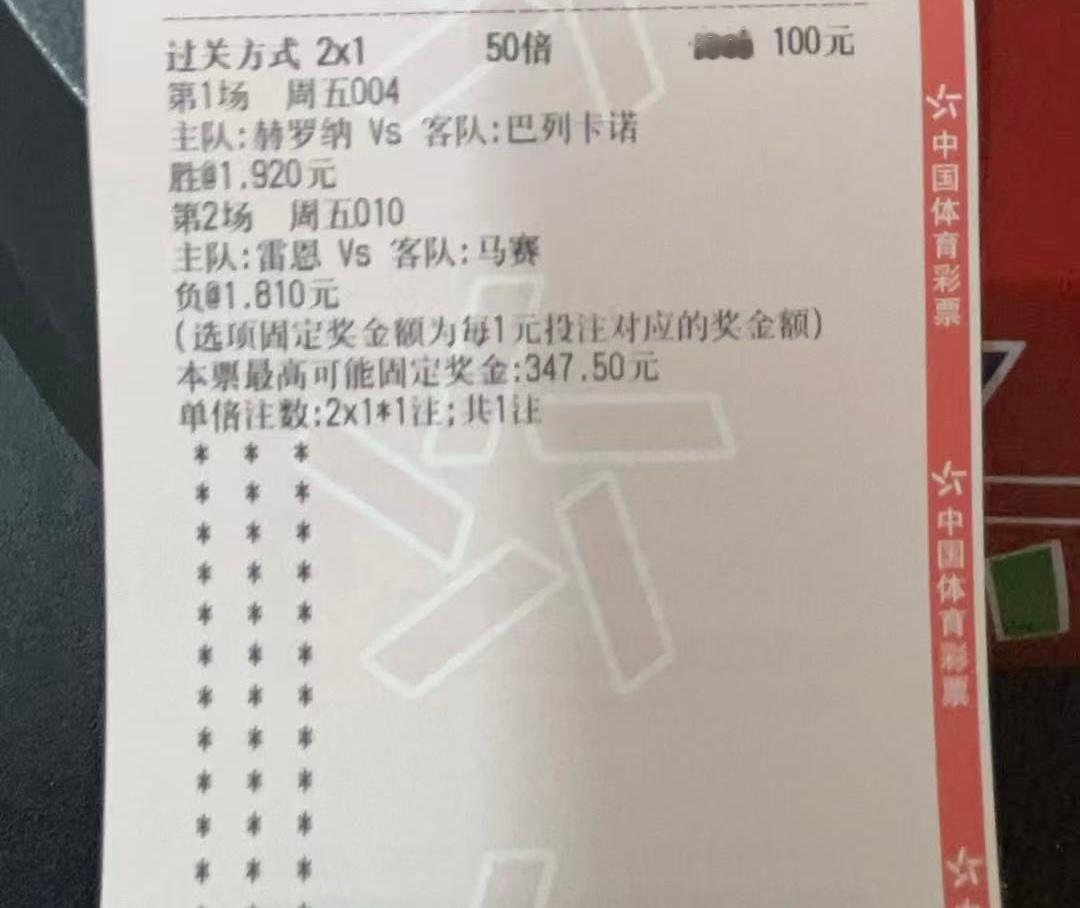 过关方式 2x1 50倍 100元
第1场 周五004
主队:赫罗纳 Vs 客队:巴列卡诺
胜@1.920元
第2场 周五010
主队:雷恩 Vs 客队:马赛
负@1.810元
(选项固定奖金额为每1元投注对应的奖金额)
本票最高可能固定奖金:347.50元
单倍注数:2x1*1注;共1注
* * *
* * *
* * *
* * *
* * *
* * *
* * *
* * *
* * *
* * *
* * *
中国体育彩票
中国体育彩票